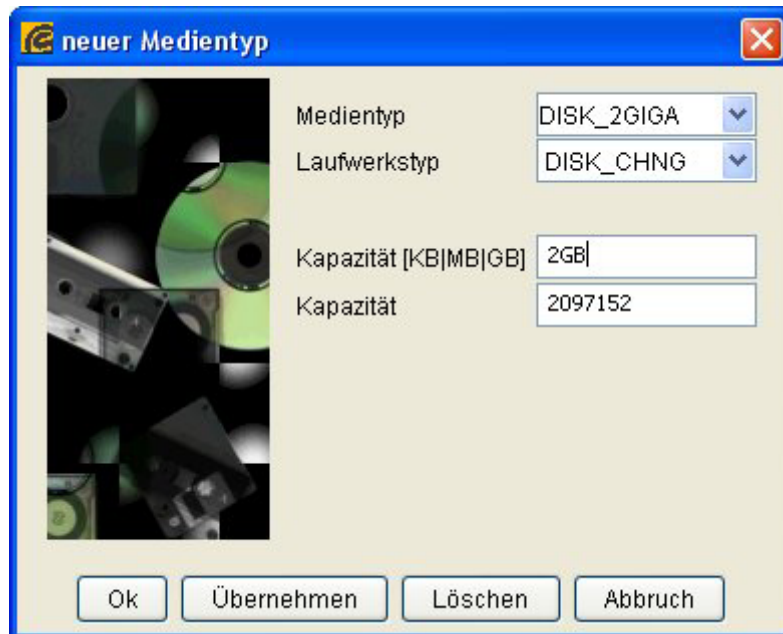 neuer Medientyp
Medientyp DISK_2GIGA
Laufwerkstyp DISK_CHNG
Kapazität [KB|MB|GB] 2GB
Kapazität 2097152
Ok Übernehmen Löschen Abbruch